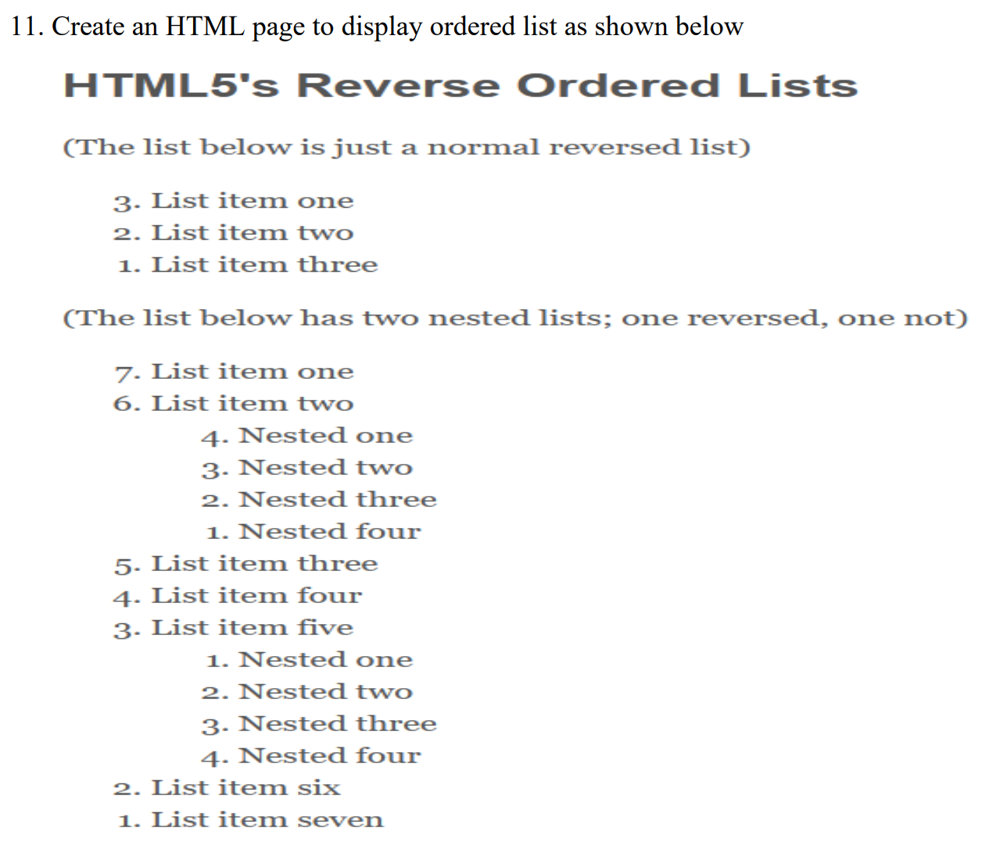 11. Create an HTML page to display ordered list as shown below
HTML5's Reverse Ordered Lists
(The list below is just a normal reversed list)
3. List item one
2. List item two
1. List item three
(The list below has two nested lists; one reversed, one not)
7. List item one
6. List item two
4. Nested one
3. Nested two
2. Nested three
1. Nested four
5. List item three
4. List item four
3. List item five
1. Nested one
2. Nested two
3. Nested three
4. Nested four
2. List item six
1. List item seven